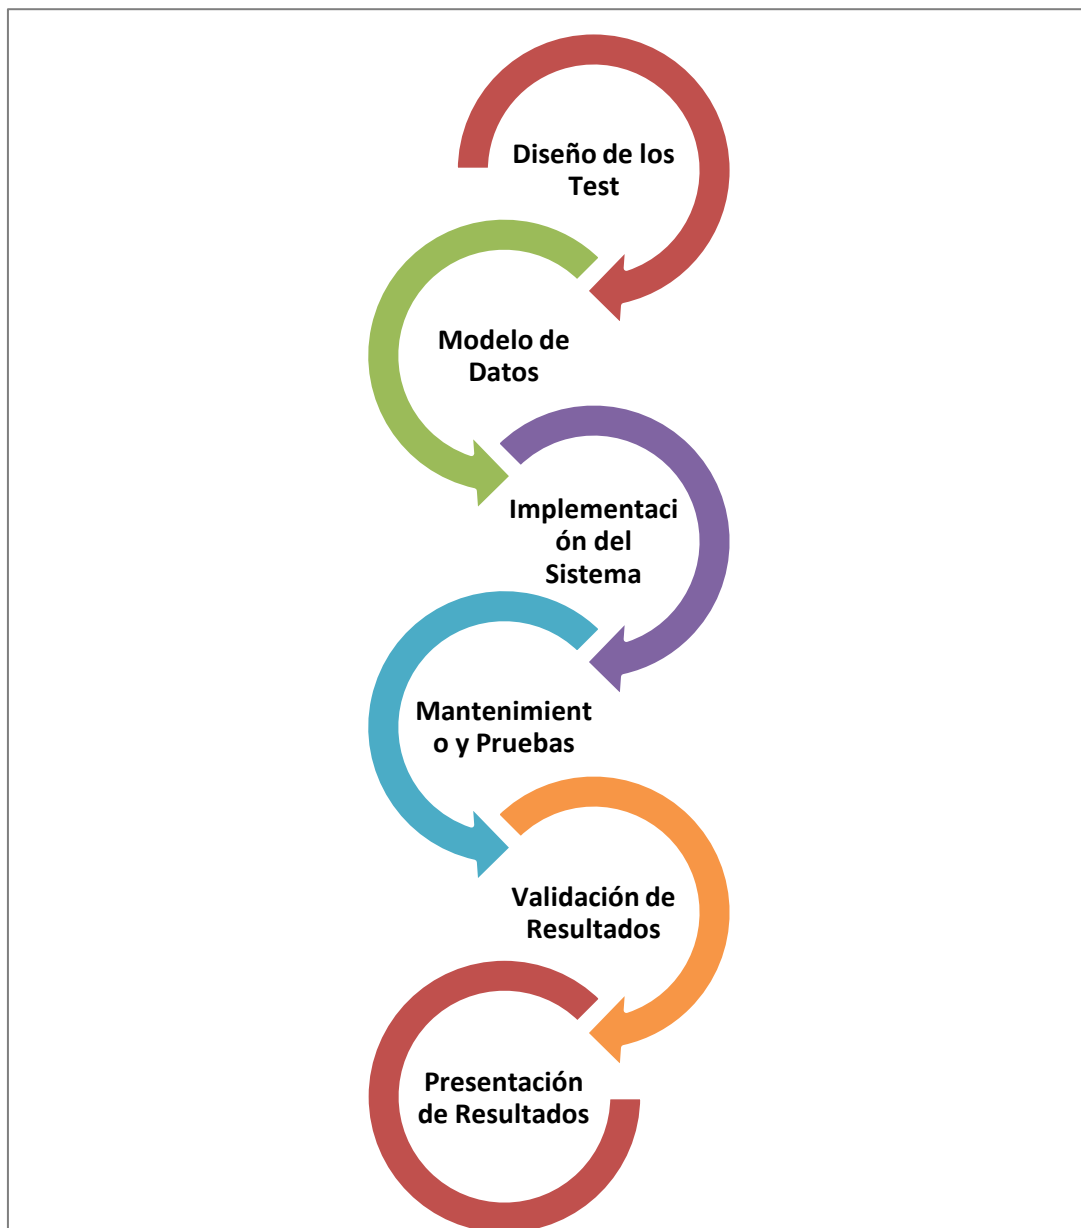 Diseño de los
Test
Modelo de
Datos
Implementaci
ón del
Sistema
Mantenimient
o y Pruebas
Validación de
Resultados
Presentación
de Resultados